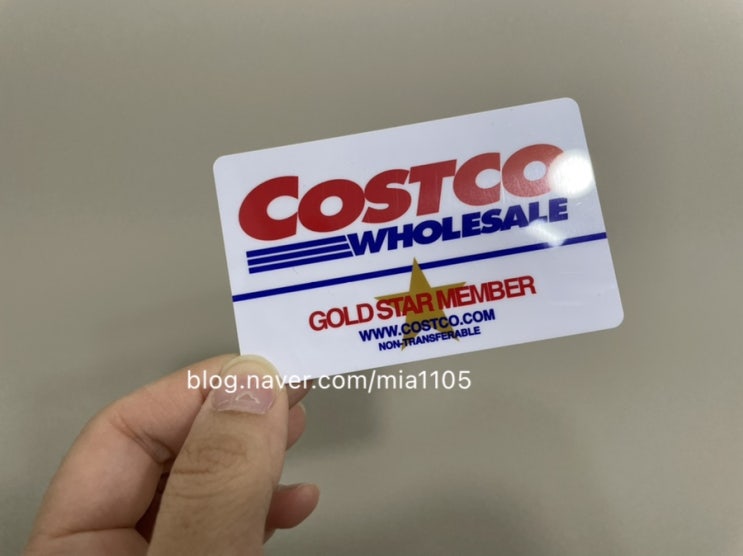 COSTCO
WHOLESALE
GOLD STAR MEMBER
WWW.COSTCO.COM
NON-TRANSFERABLE
blog.naver.com/mia1105